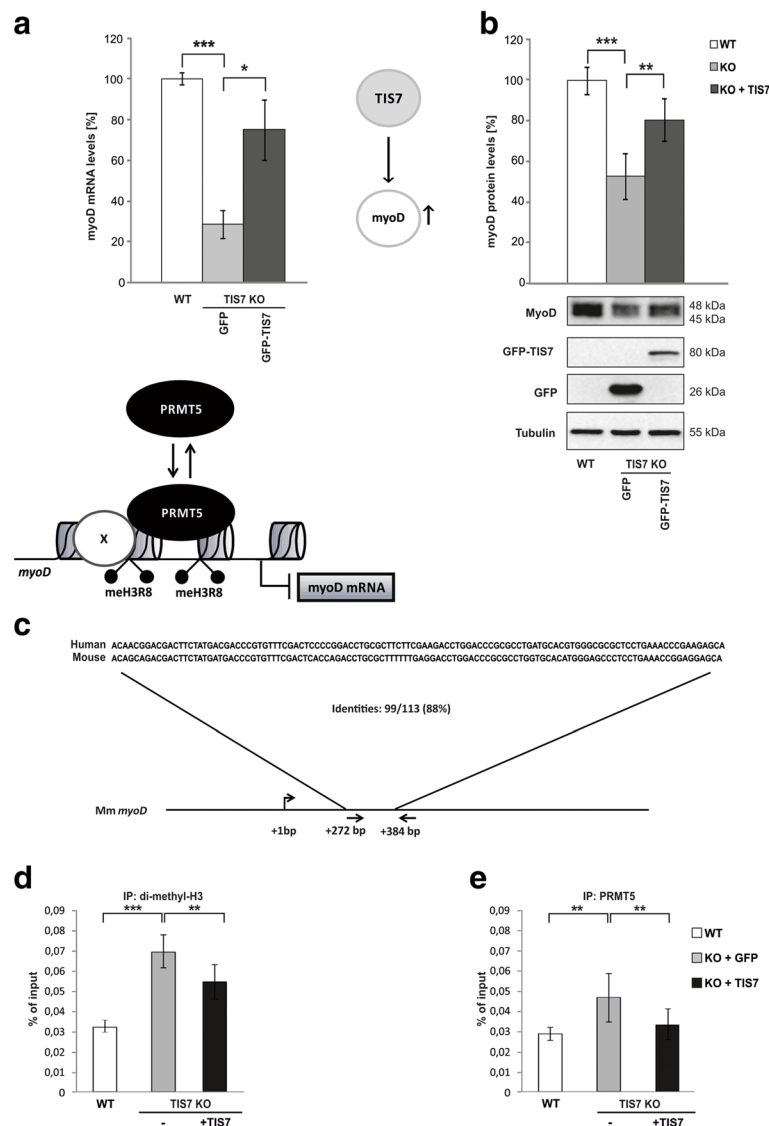 a
120
100
80
60
40
20
0
myoD mRNA levels [%]
***
*
WT
TIS7 KO
GFP
GFP-TIS7
TIS7
myoD
b
120
100
80
60
40
20
0
myoD protein levels [%]
***
**
WT
KO
KO + TIS7
MyoD
48 kDa
45 kDa
GFP-TIS7
80 kDa
GFP
26 kDa
Tubulin
55 kDa
WT
TIS7 KO
GFP
GFP-TIS7
PRMT5
PRMT5
X
myoD
meH3R8
meH3R8
myoD mRNA
c
Human ACAACGGACGACTTCTATGACGACCCGTGTTTCGACTCCCCGGACCTGCGCTTCTTCGAAGACCTGGACCCGCGCCTGATGCACGTGGGCGCGCTCCTGAAACCCGAAGAGCA
Mouse ACAGCAGACGACTTCTATGATGACCCGTGTTTCGACTCACCAGACCTGCGCTTTTTTGAGGACCTGGACCCGCGCCTGGTGCACATGGGAGCCCTCCTGAAACCGGAGGAGCA
Identities: 99/113 (88%)
Mm myoD
+1bp
+272 bp
+384 bp
d
IP: di-methyl-H3
0,09
0,08
0,07
0,06
0,05
0,04
0,03
0,02
0,01
0
% of input
***
**
WT
TIS7 KO
-
+TIS7
e
IP: PRMT5
0,09
0,08
0,07
0,06
0,05
0,04
0,03
0,02
0,01
0
% of input
**
**
WT
KO + GFP
KO + TIS7
WT
TIS7 KO
-
+TIS7